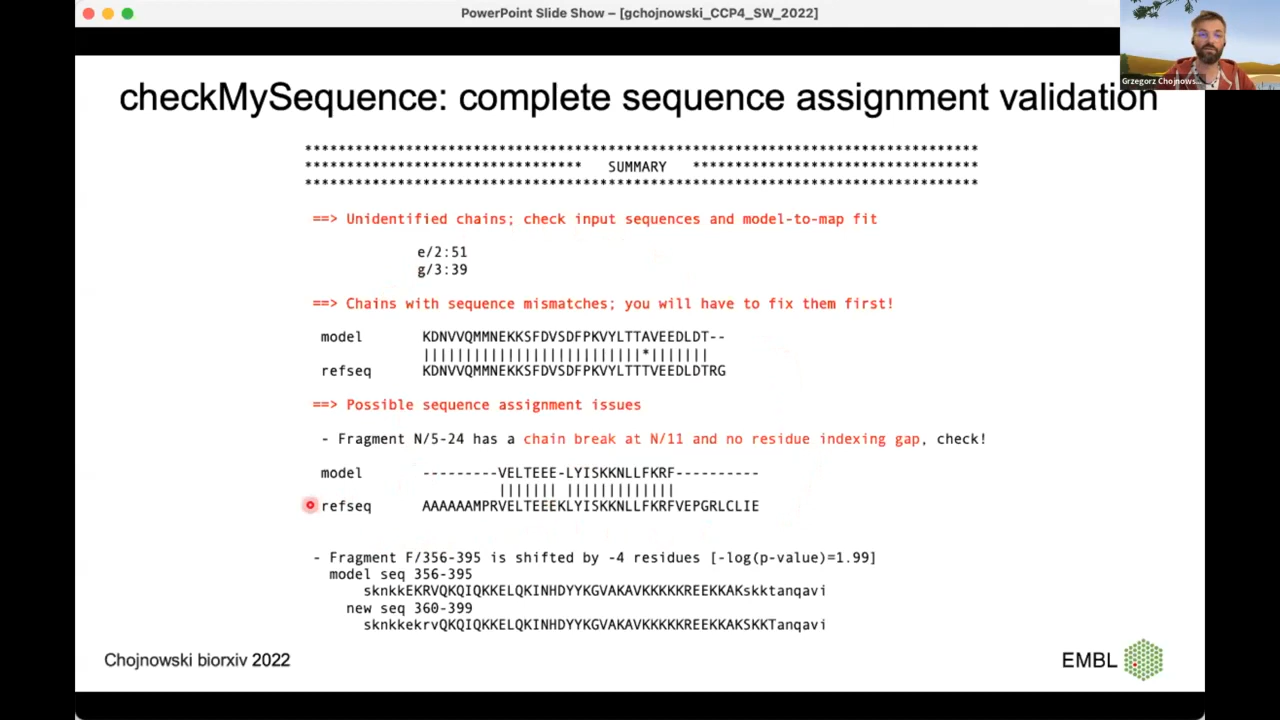 PowerPoint Slide Show – [gchojnowski_CCP4_SW_2022]
Grzegorz Chojnows...
checkMySequence: complete sequence assignment validation
********************************************************************************
********************************* SUMMARY **********************************
********************************************************************************
==> Unidentified chains; check input sequences and model-to-map fit
e/2:51
g/3:39
==> Chains with sequence mismatches; you will have to fix them first!
model KDNVVQMMNEKKSFDVSDFPKVYLTTAVEEDLDT--
||||||||||||||||||||||||||*|||||||
refseq KDNVVQMMNEKKSFDVSDFPKVYLTTTVEEDLDTRG
==> Possible sequence assignment issues
- Fragment N/5-24 has a chain break at N/11 and no residue indexing gap, check!
model ---------VELTEEE-LYISKKNLLFKRF----------
||||||| |||||||||||||
refseq AAAAAAMPRVELTEEEKLYISKKNLLFKRFVEPGRLCLIE
- Fragment F/356-395 is shifted by -4 residues [-log(p-value)=1.99]
model seq 356-395
sknkkEKRVQKQIQKKELQKINHDYYKGVAKAVKKKKKREEKKAKskktanqavi
new seq 360-399
sknkkekrvQKQIQKKELQKINHDYYKGVAKAVKKKKKREEKKAKSKKTanqavi
Chojnowski biorxiv 2022
EMBL